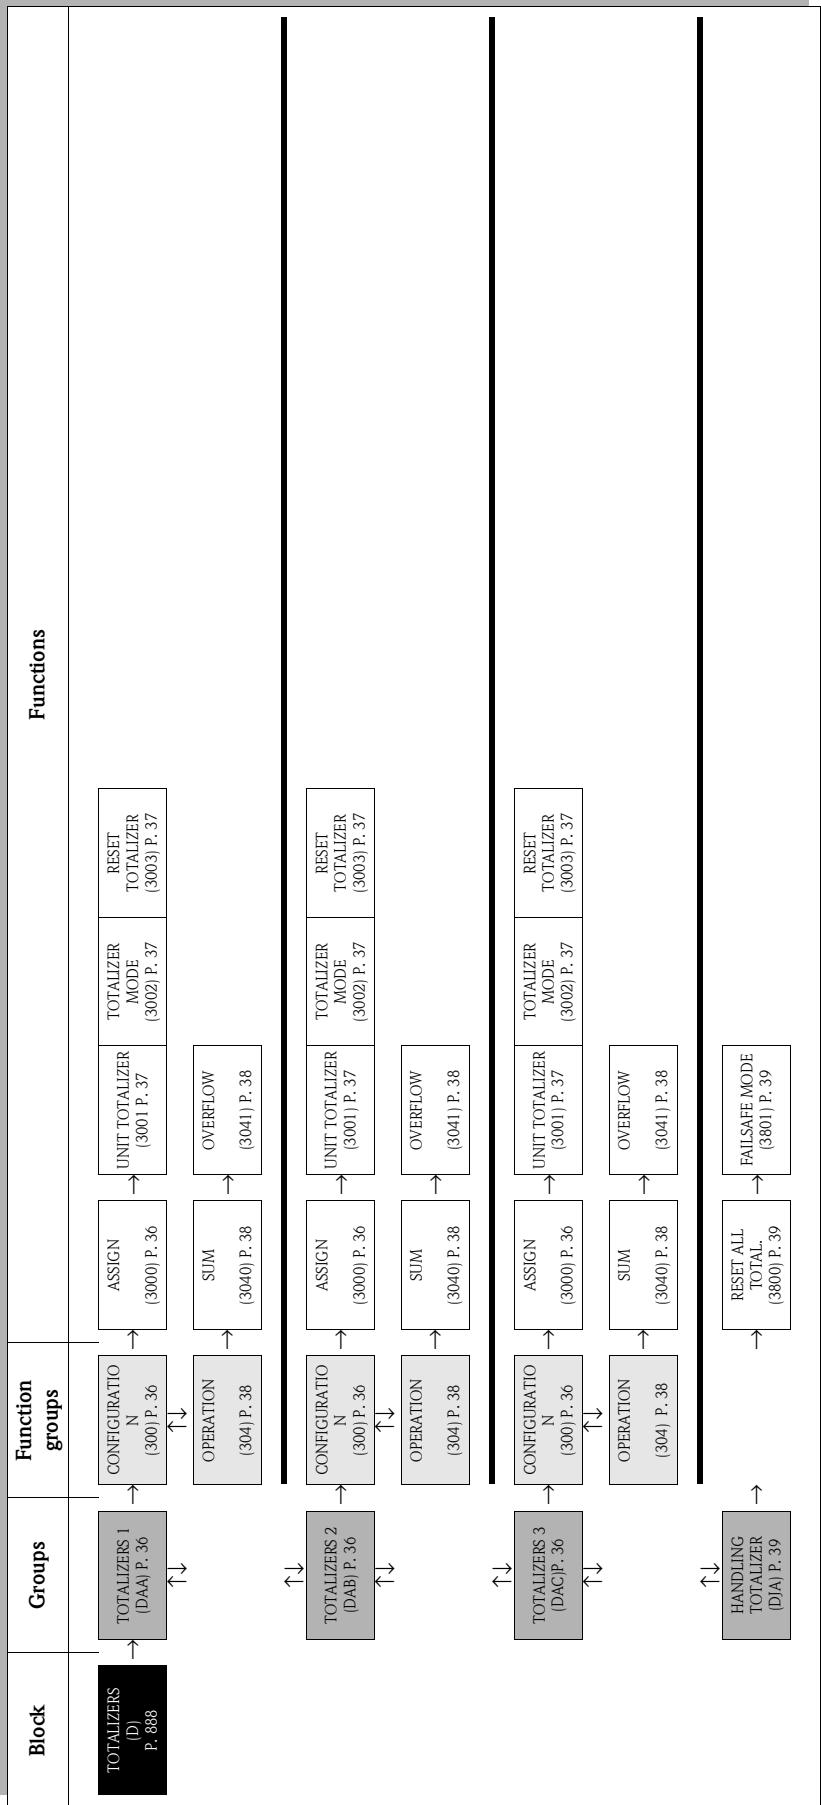 Block
Groups
Function
groups
Functions
TOTALIZERS
(D)
P. 888
TOTALIZERS 1
(DAA) P. 36
CONFIGURATIO
N
(300) P. 36
ASSIGN
(3000) P. 36
UNIT TOTALIZER
(3001 P. 37
TOTALIZER
MODE
(3002) P. 37
RESET
TOTALIZER
(3003) P. 37
OPERATION
(304) P. 38
SUM
(3040) P. 38
OVERFLOW
(3041) P. 38
TOTALIZERS 2
(DAB) P. 36
CONFIGURATIO
N
(300) P. 36
ASSIGN
(3000) P. 36
UNIT TOTALIZER
(3001) P. 37
TOTALIZER
MODE
(3002) P. 37
RESET
TOTALIZER
(3003) P. 37
OPERATION
(304) P. 38
SUM
(3040) P. 38
OVERFLOW
(3041) P. 38
TOTALIZERS 3
(DAC)P. 36
CONFIGURATIO
N
(300) P. 36
ASSIGN
(3000) P. 36
UNIT TOTALIZER
(3001) P. 37
TOTALIZER
MODE
(3002) P. 37
RESET
TOTALIZER
(3003) P. 37
OPERATION
(304) P. 38
SUM
(3040) P. 38
OVERFLOW
(3041) P. 38
HANDLING
TOTALIZER
(DJA) P. 39
RESET ALL
TOTAL.
(3800) P. 39
FAILSAFE MODE
(3801) P. 39